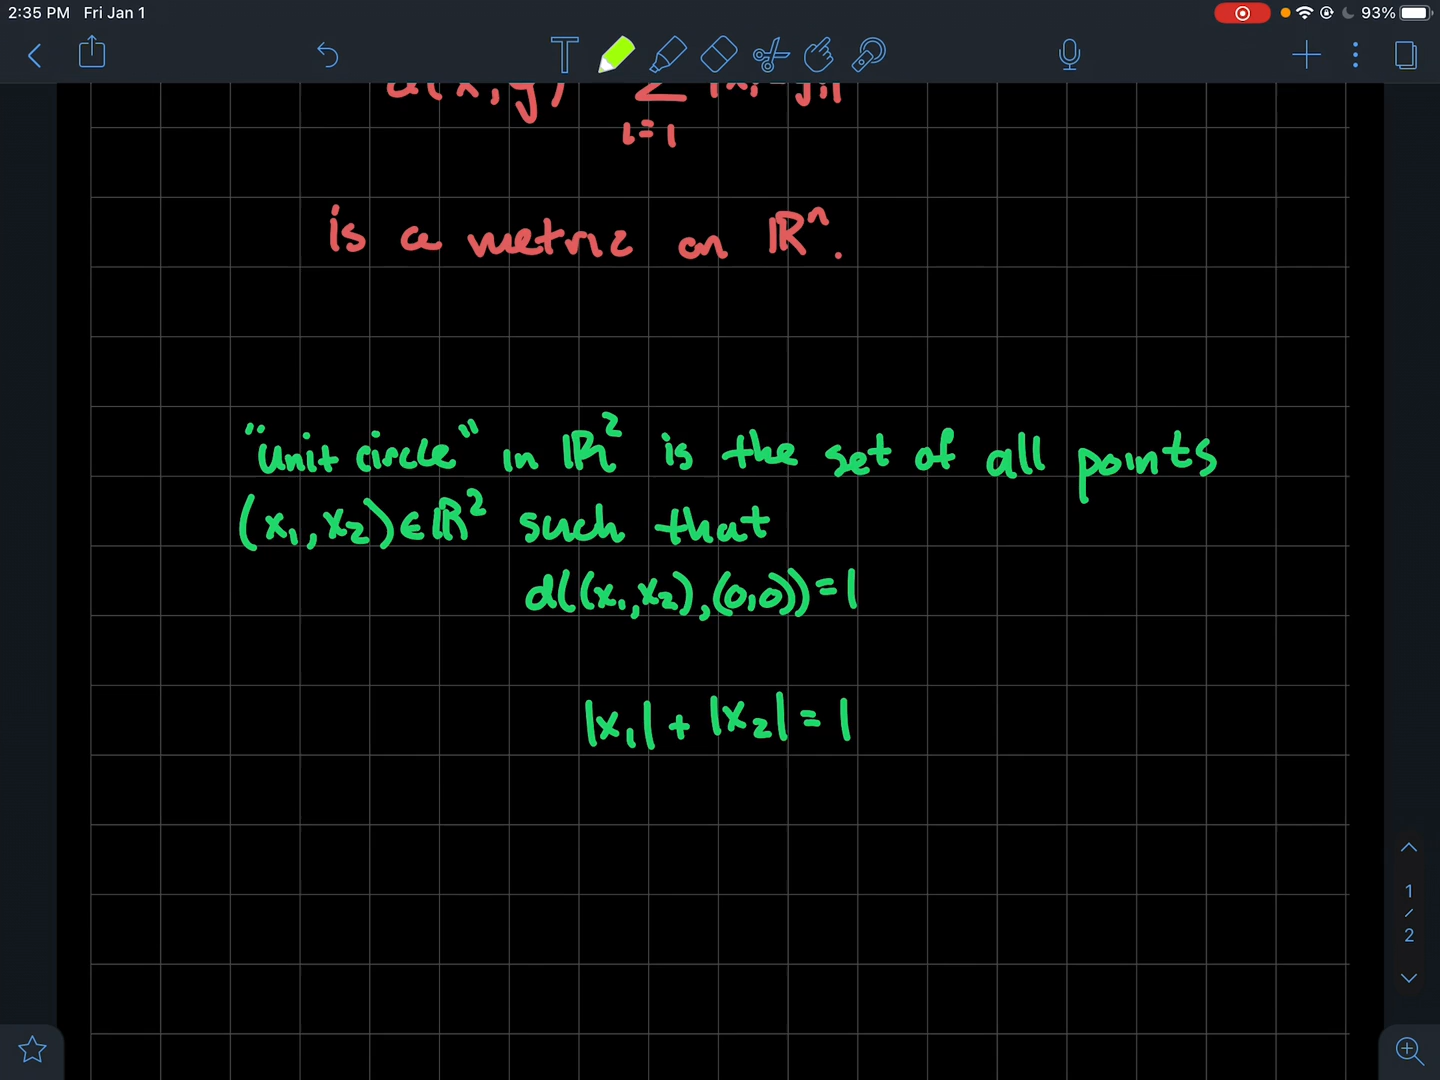 2:35 PM Fri Jan 1
93%
T
i=1
is a metric on ℝⁿ.
"Unit circle" in ℝ² is the set of all points
(x₁,x₂)∈ℝ² such that
d((x₁,x₂),(0,0))=1
|x₁|+|x₂|=1
1
/
2